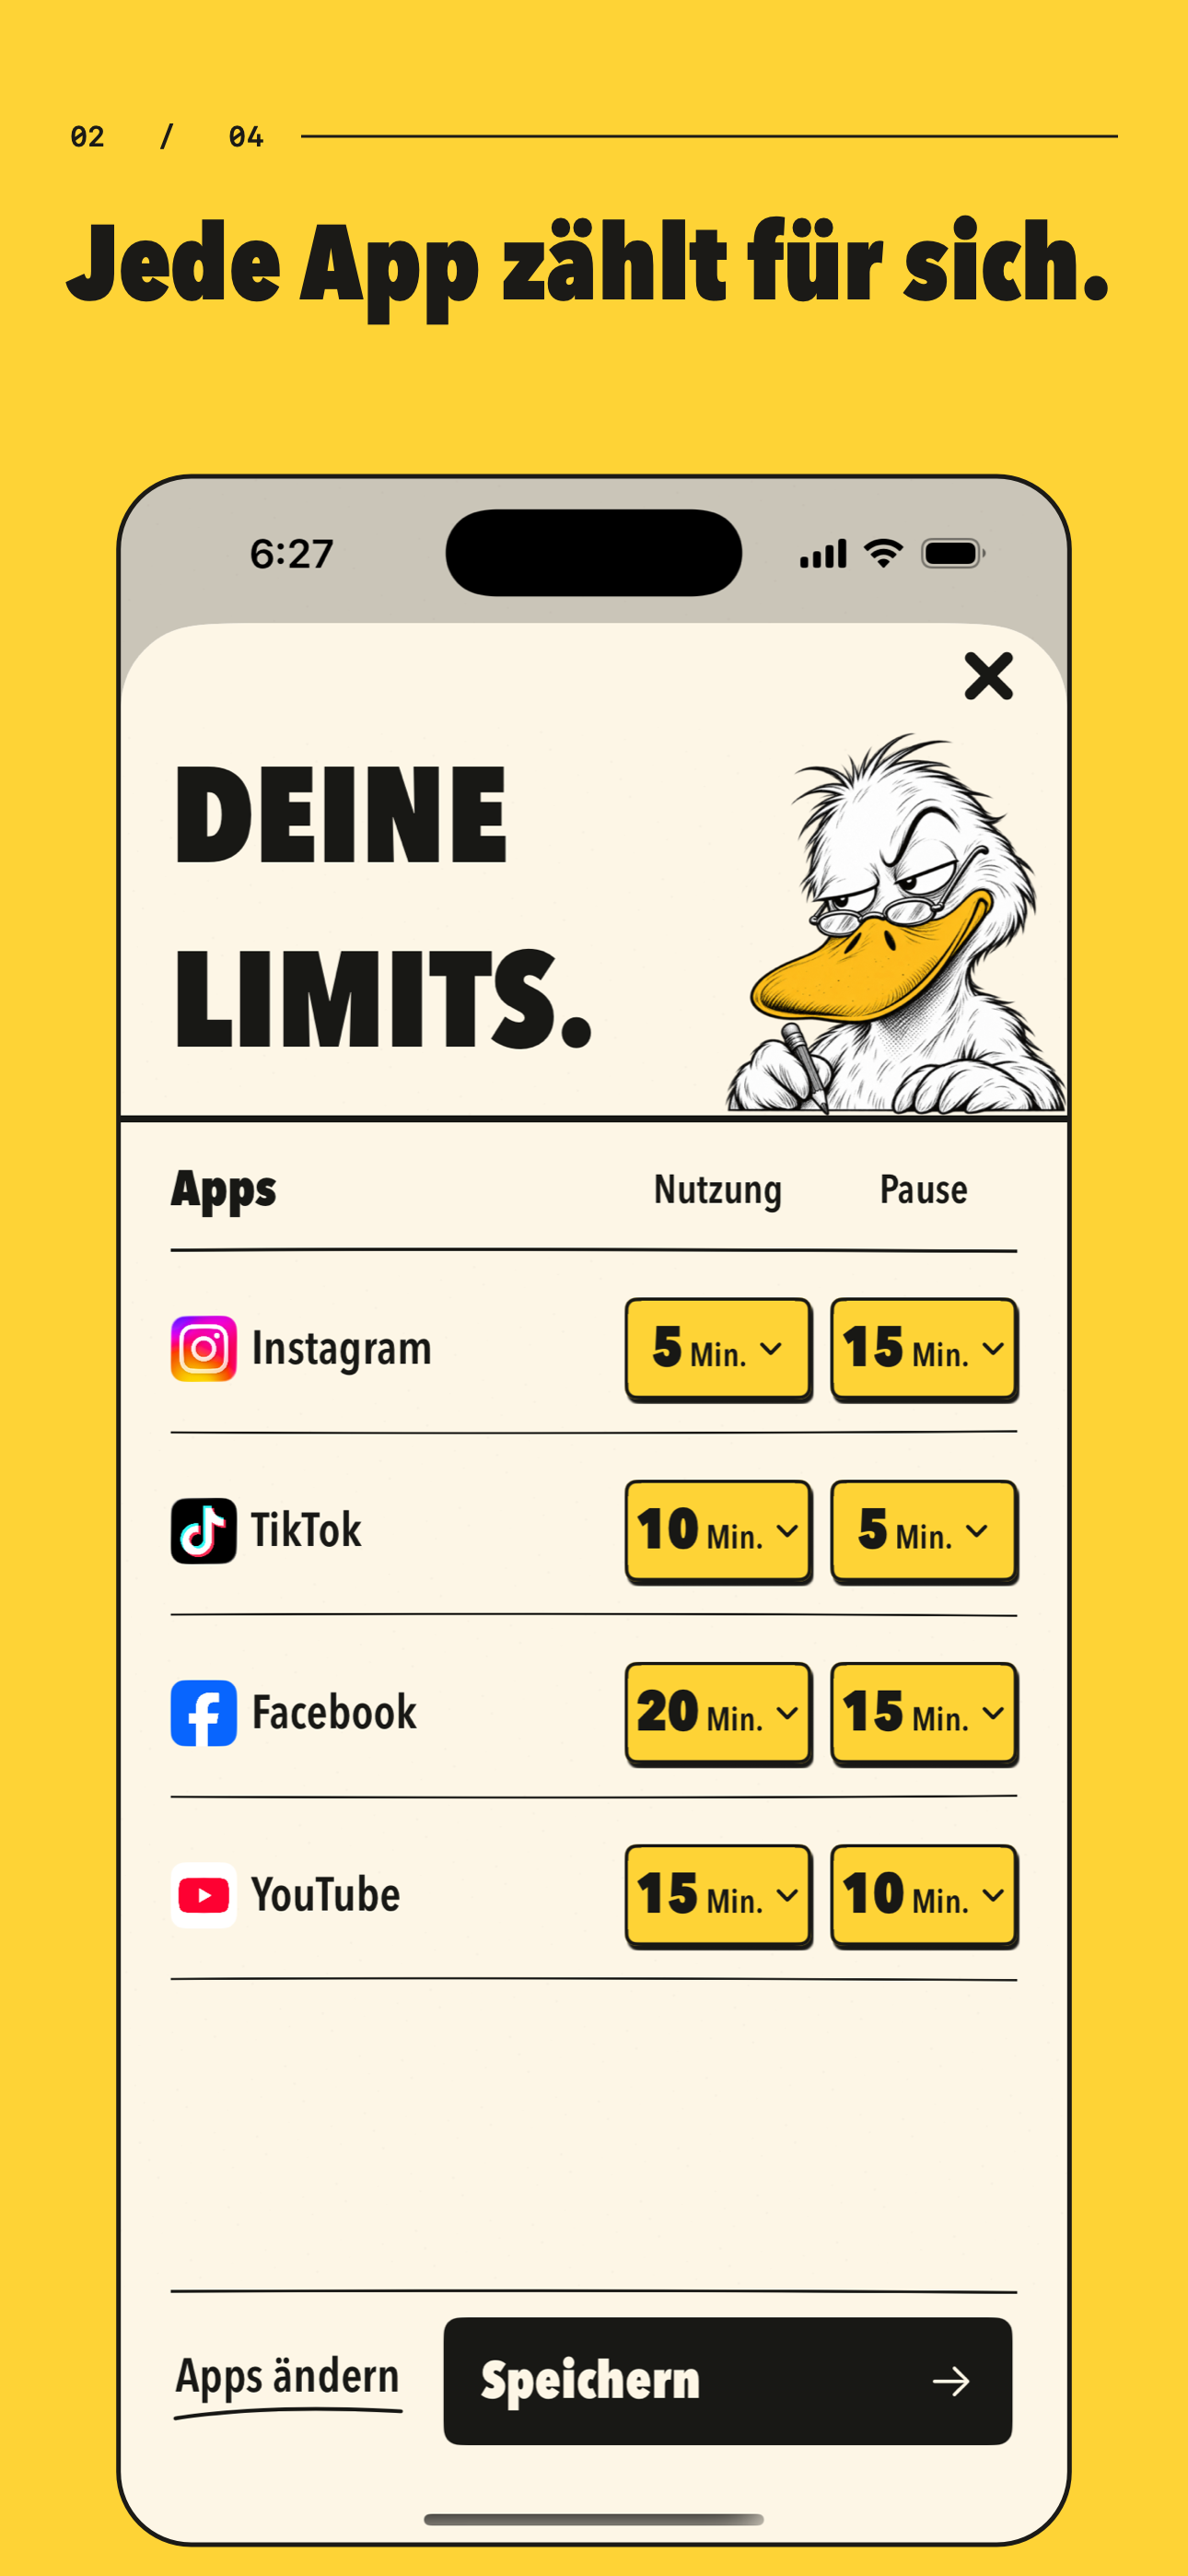 02 / 04
Jede App zählt für sich.
6:27
DEINE
LIMITS.
Apps Nutzung Pause
Instagram 5 Min. 15 Min.
TikTok 10 Min. 5 Min.
Facebook 20 Min. 15 Min.
YouTube 15 Min. 10 Min.
Apps ändern Speichern →